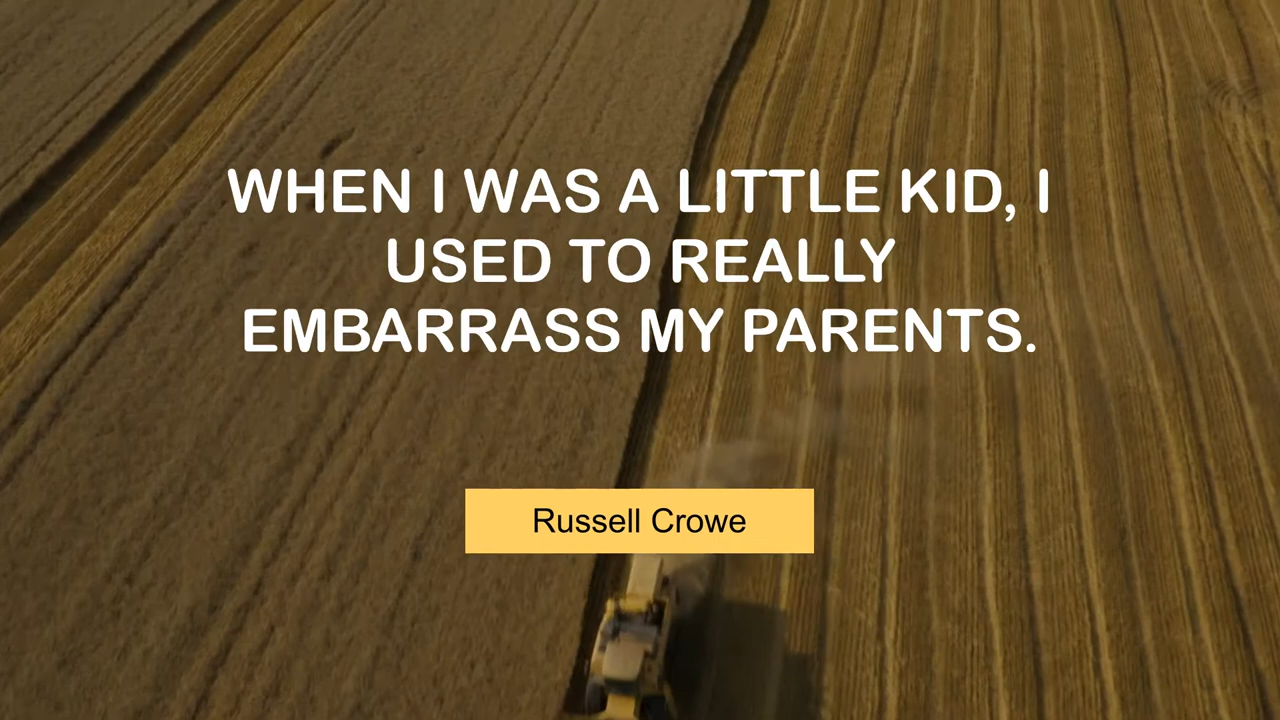 WHEN I WAS A LITTLE KID, I
USED TO REALLY
EMBARRASS MY PARENTS.
Russell Crowe